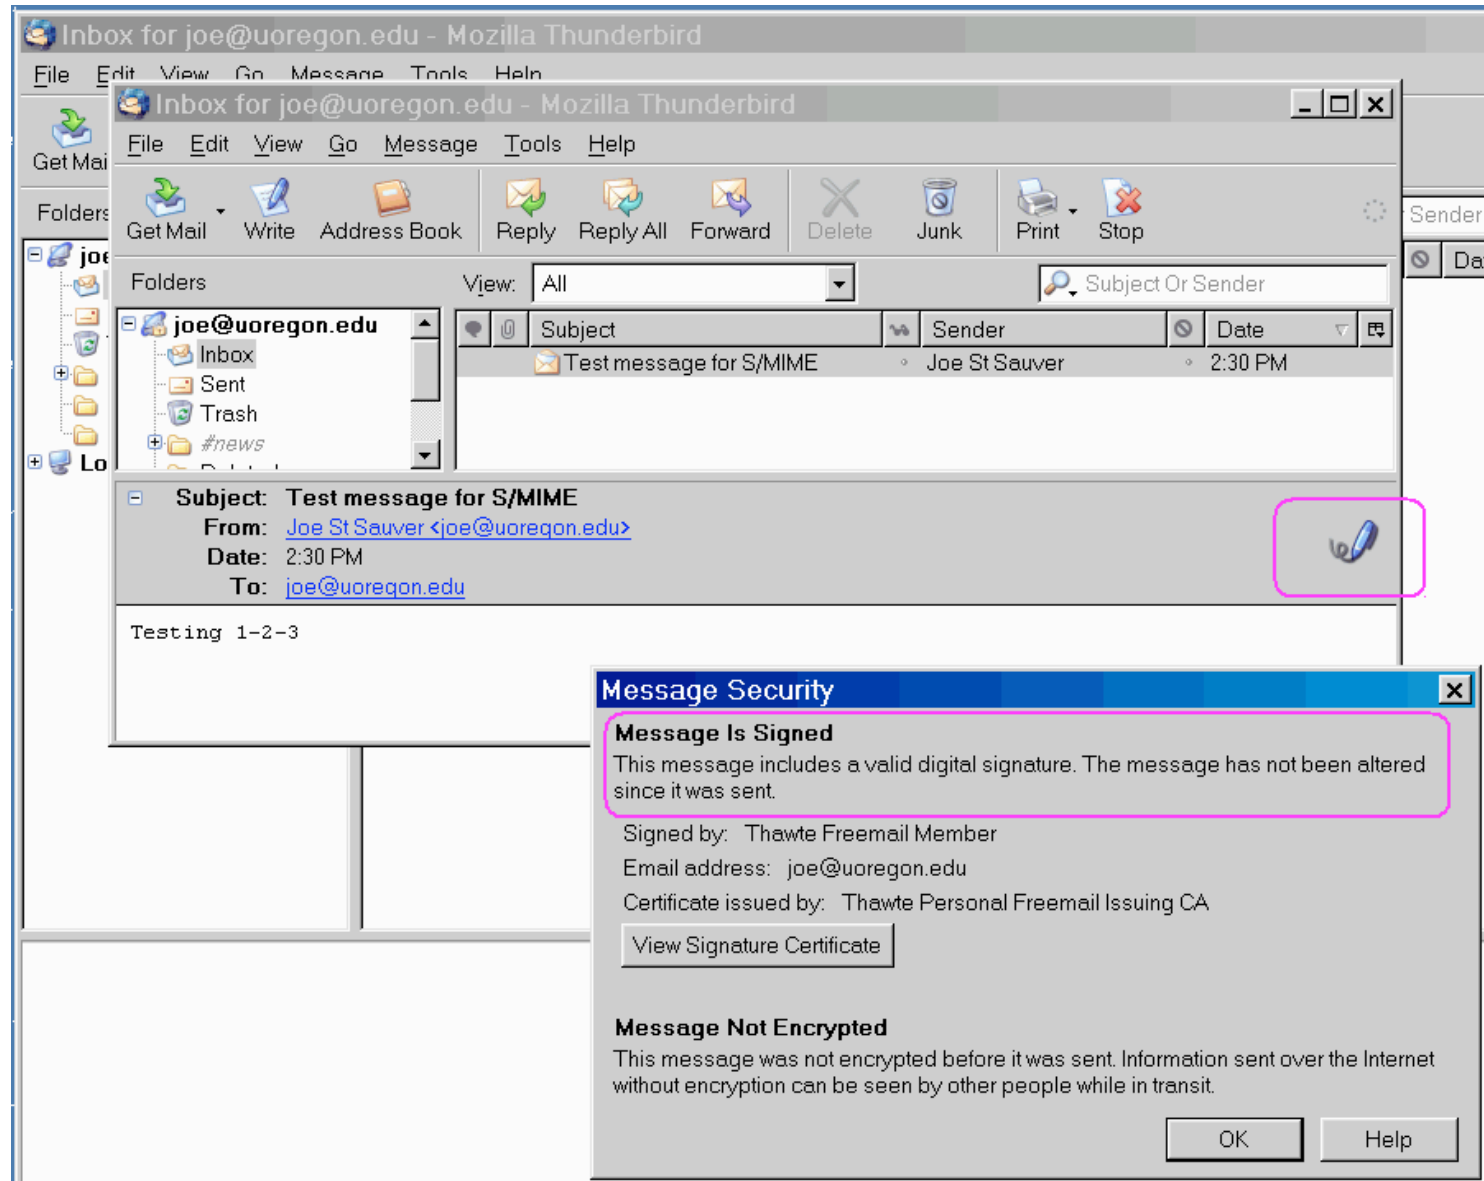 Inbox for joe@uoregon.edu - Mozilla Thunderbird
File Edit View Go Message Tools Help
Inbox for joe@uoregon.edu - Mozilla Thunderbird
File Edit View Go Message Tools Help
Get Mai
Get Mail Write Address Book Reply Reply All Forward Delete Junk Print Stop
Folders
Sender
Folders View: All Subject Or Sender
joe
Da
joe@uoregon.edu Subject Sender Date
Inbox Test message for S/MIME Joe St Sauver 2:30 PM
Sent
Trash
#news
Lo
Subject: Test message for S/MIME
From: Joe St Sauver <joe@uoregon.edu>
Date: 2:30 PM
To: joe@uoregon.edu
Testing 1-2-3
Message Security
Message Is Signed
This message includes a valid digital signature. The message has not been altered
since it was sent.
Signed by: Thawte Freemail Member
Email address: joe@uoregon.edu
Certificate issued by: Thawte Personal Freemail Issuing CA
View Signature Certificate
Message Not Encrypted
This message was not encrypted before it was sent. Information sent over the Internet
without encryption can be seen by other people while in transit.
OK Help